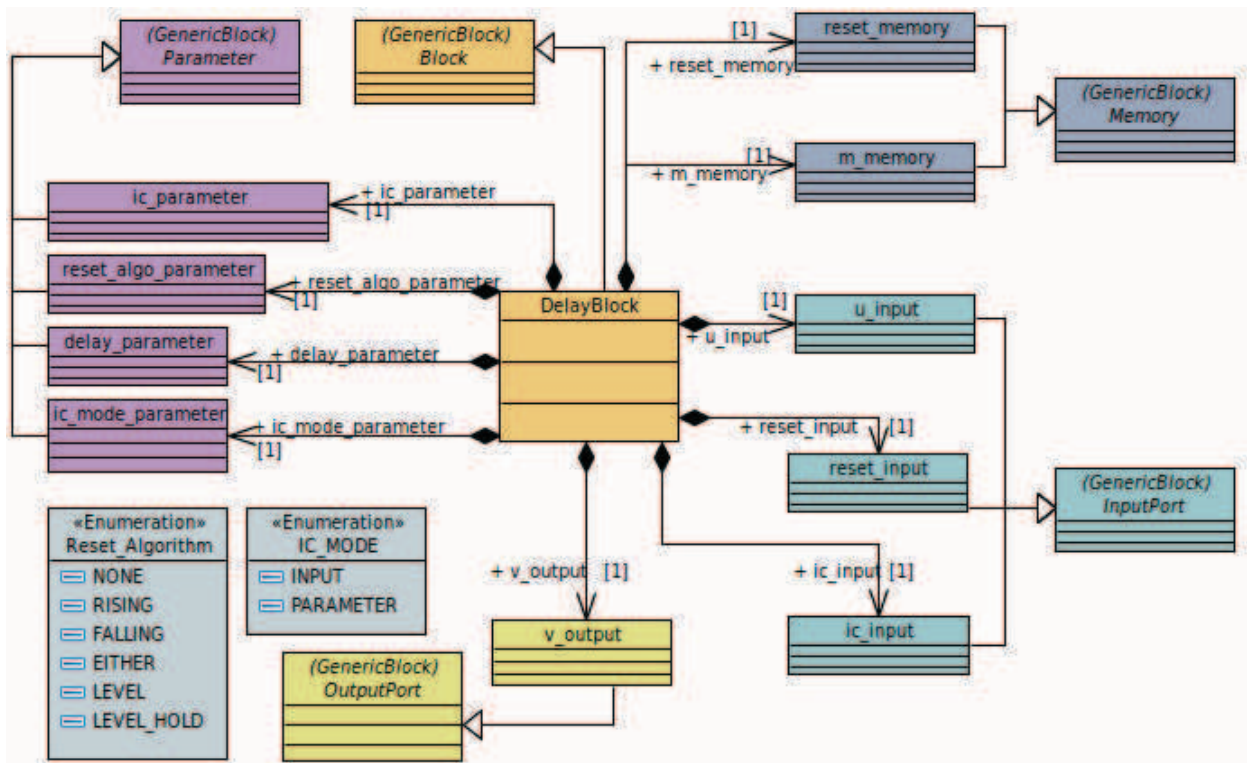 (GenericBlock)
Parameter
(GenericBlock)
Block
[1]
+ reset_memory
reset_memory
(GenericBlock)
Memory
[1]
+ m_memory
m_memory
ic_parameter
+ ic_parameter
[1]
reset_algo_parameter
+ reset_algo_parameter
[1]
delay_parameter
+ delay_parameter
[1]
ic_mode_parameter
+ ic_mode_parameter
[1]
DelayBlock
[1]
+ u_input
u_input
+ reset_input
[1]
reset_input
(GenericBlock)
InputPort
+ ic_input
[1]
ic_input
+ v_output
[1]
v_output
(GenericBlock)
OutputPort
«Enumeration»
Reset_Algorithm
NONE
RISING
FALLING
EITHER
LEVEL
LEVEL_HOLD
«Enumeration»
IC_MODE
INPUT
PARAMETER